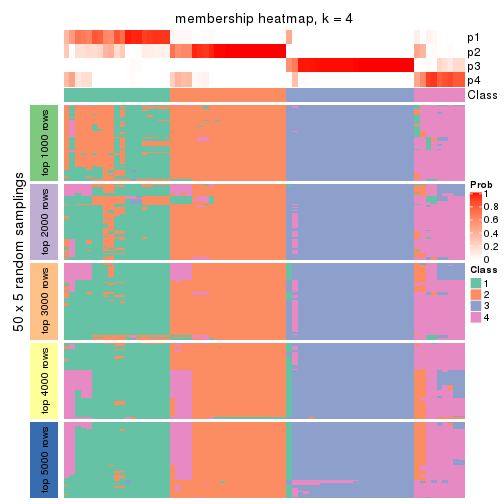 membership heatmap, k = 4
p1
p2
p3
p4
Class
50 x 5 random samplings
top 1000 rows
top 2000 rows
top 3000 rows
top 4000 rows
top 5000 rows
Prob
1
0.8
0.6
0.4
0.2
0
Class
1
2
3
4